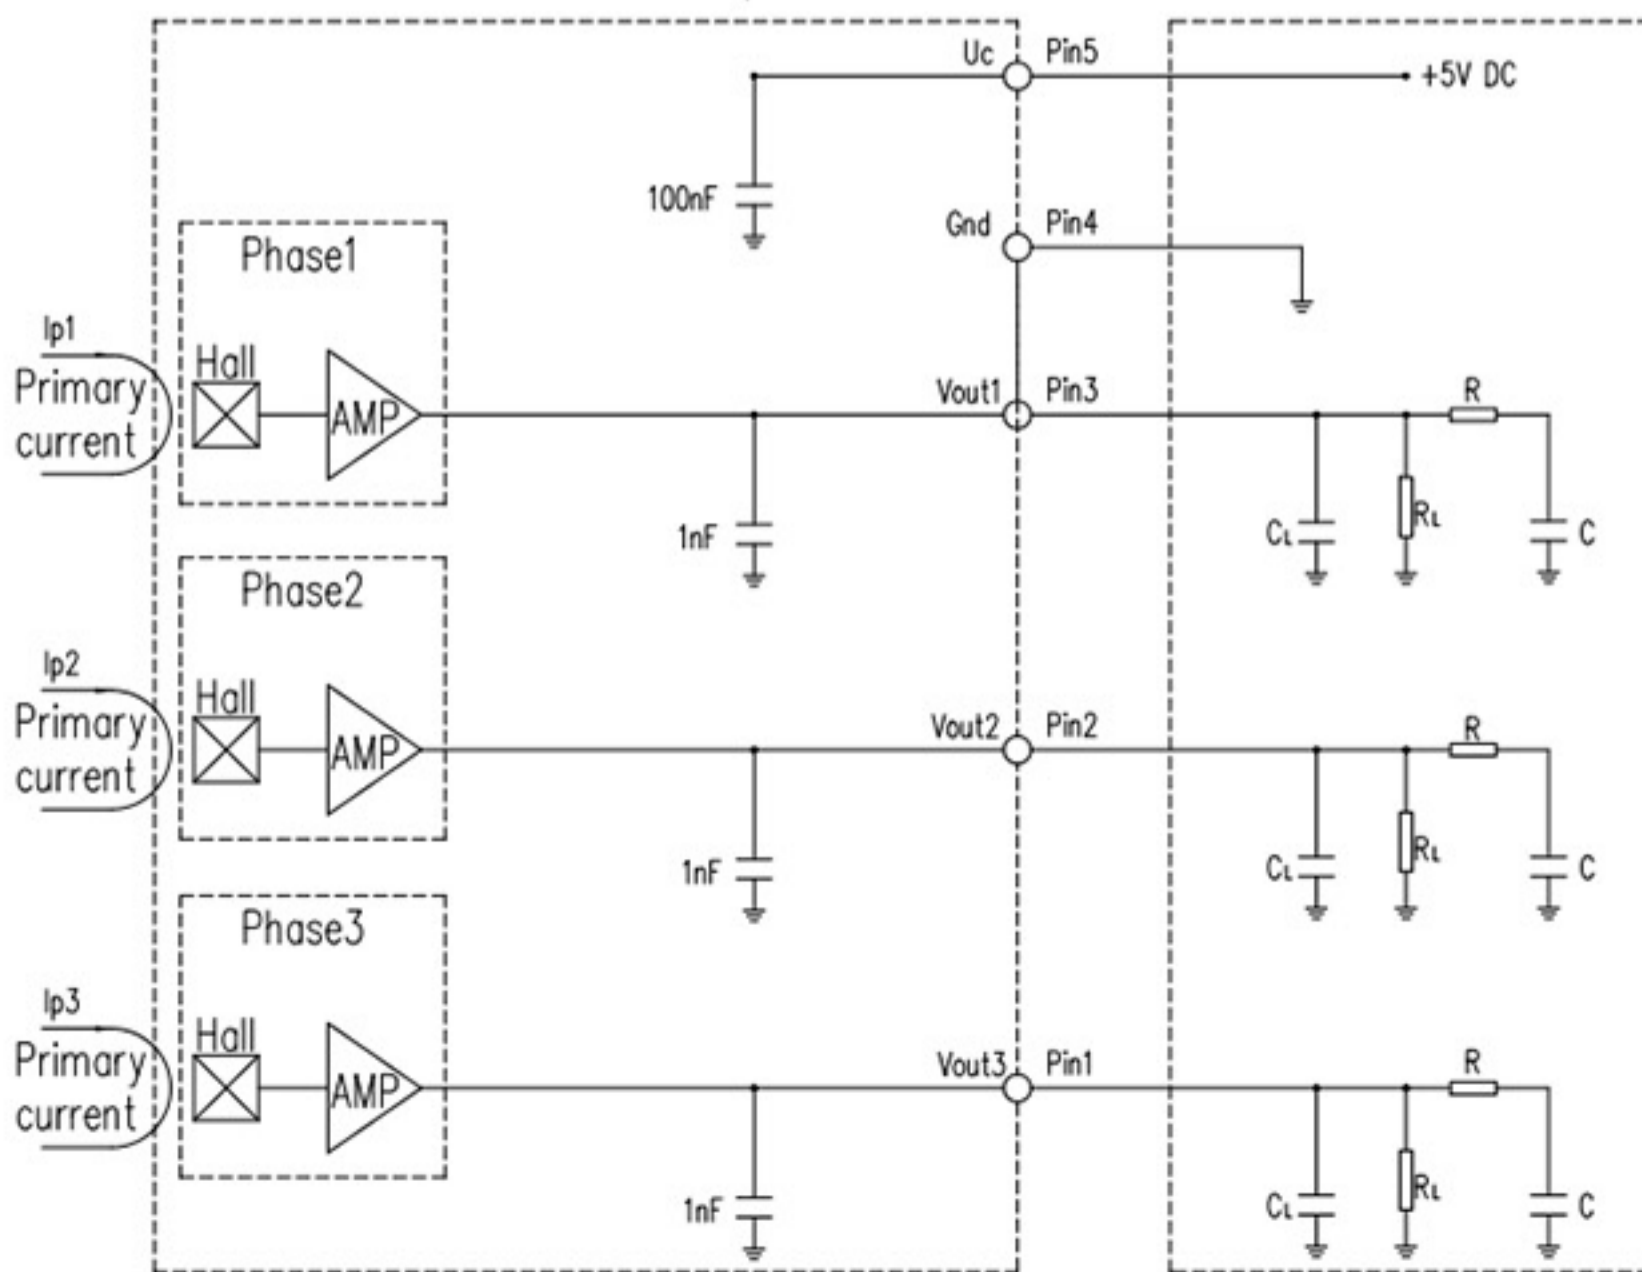 Uc Pin5
+5V DC
100nF
Gnd Pin4
Phase1
Ip1
Primary
current
Hall
AMP
Vout1 Pin3
R
1nF
CL
RL
C
Phase2
Ip2
Primary
current
Hall
AMP
Vout2 Pin2
R
1nF
CL
RL
C
Phase3
Ip3
Primary
current
Hall
AMP
Vout3 Pin1
R
1nF
CL
RL
C